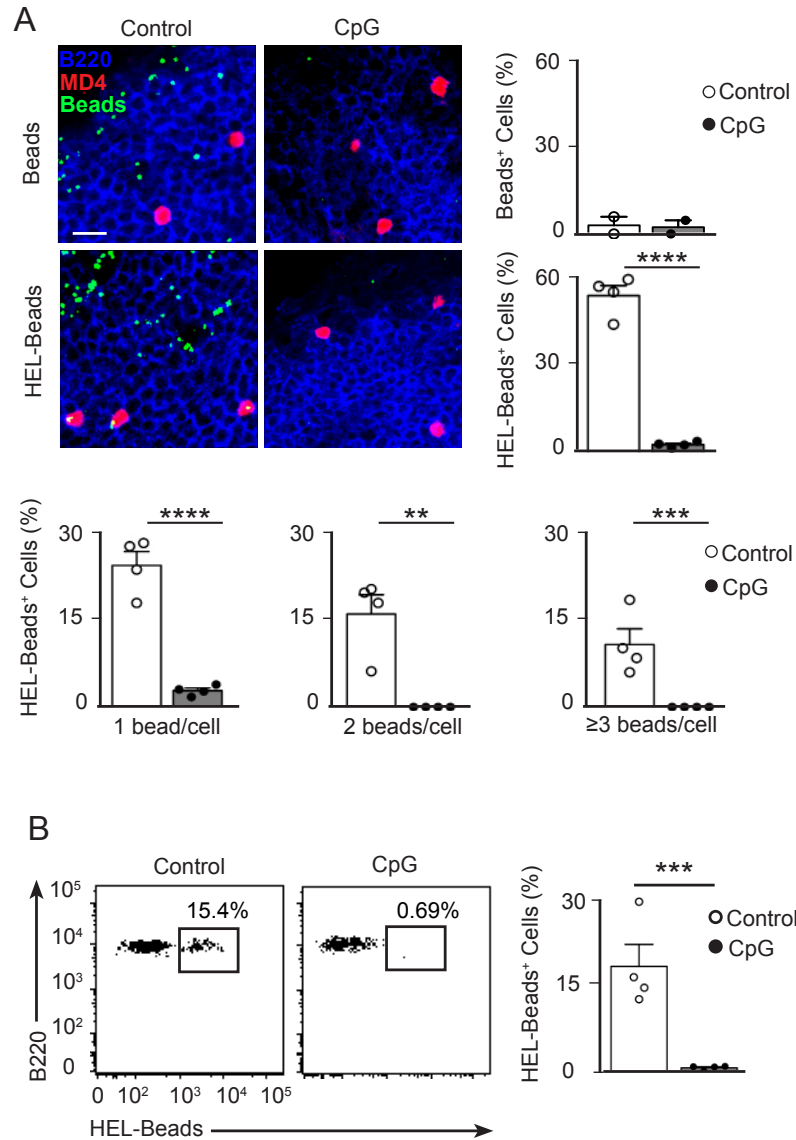 A
Control
CpG
B220
MD4
Beads
Beads
HEL-Beads
Beads⁺ Cells (%)
60
30
0
Control
CpG
HEL-Beads⁺ Cells (%)
60
30
0
****
HEL-Beads⁺ Cells (%)
30
15
0
****
1 bead/cell
30
15
0
**
2 beads/cell
30
15
0
***
≥3 beads/cell
Control
CpG
B
Control
CpG
15.4%
0.69%
B220
10⁵
10⁴
10³
10²
0
0 10² 10³ 10⁴ 10⁵
HEL-Beads
HEL-Beads⁺ Cells (%)
30
15
0
***
Control
CpG